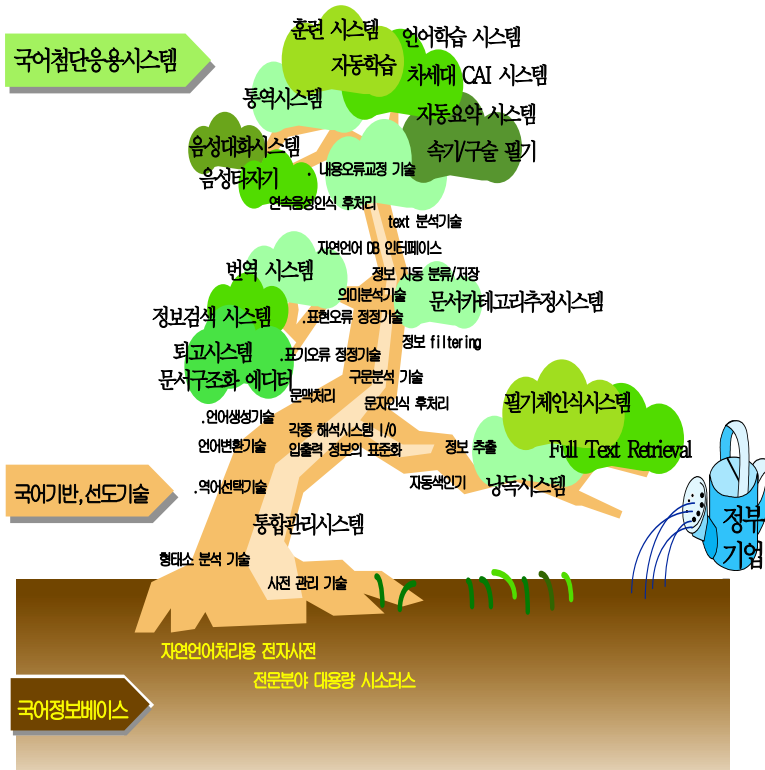 훈련 시스템
언어학습 시스템
국어첨단응용시스템
자동학습
차세대 CAI 시스템
통역시스템
자동요약 시스템
음성대화시스템
속기/구술 필기
. 내용오류교정 기술
음성타자기
연속음성인식 후처리
text 분석기술
자연언어 DB 인터페이스
번역 시스템
정보 자동 분류/저장
의미분석기술
문서카테고리추정시스템
정보검색 시스템
.표현오류 정정기술
정보 filtering
퇴고시스템
.표기오류 정정기술
문서구조화 에디터
구문분석 기술
문맥처리
문자인식 후처리
필기체인식시스템
.언어생성기술
각종 해석시스템 I/O
언어변환기술
입출력 정보의 표준화
정보 추출
Full Text Retrieval
.역어선택기술
자동색인기
낭독시스템
국어기반,선도기술
통합관리시스템
정부
기업
형태소 분석 기술
사전 관리 기술
자연언어처리용 전자사전
전문분야 대용량 시소러스
국어정보베이스